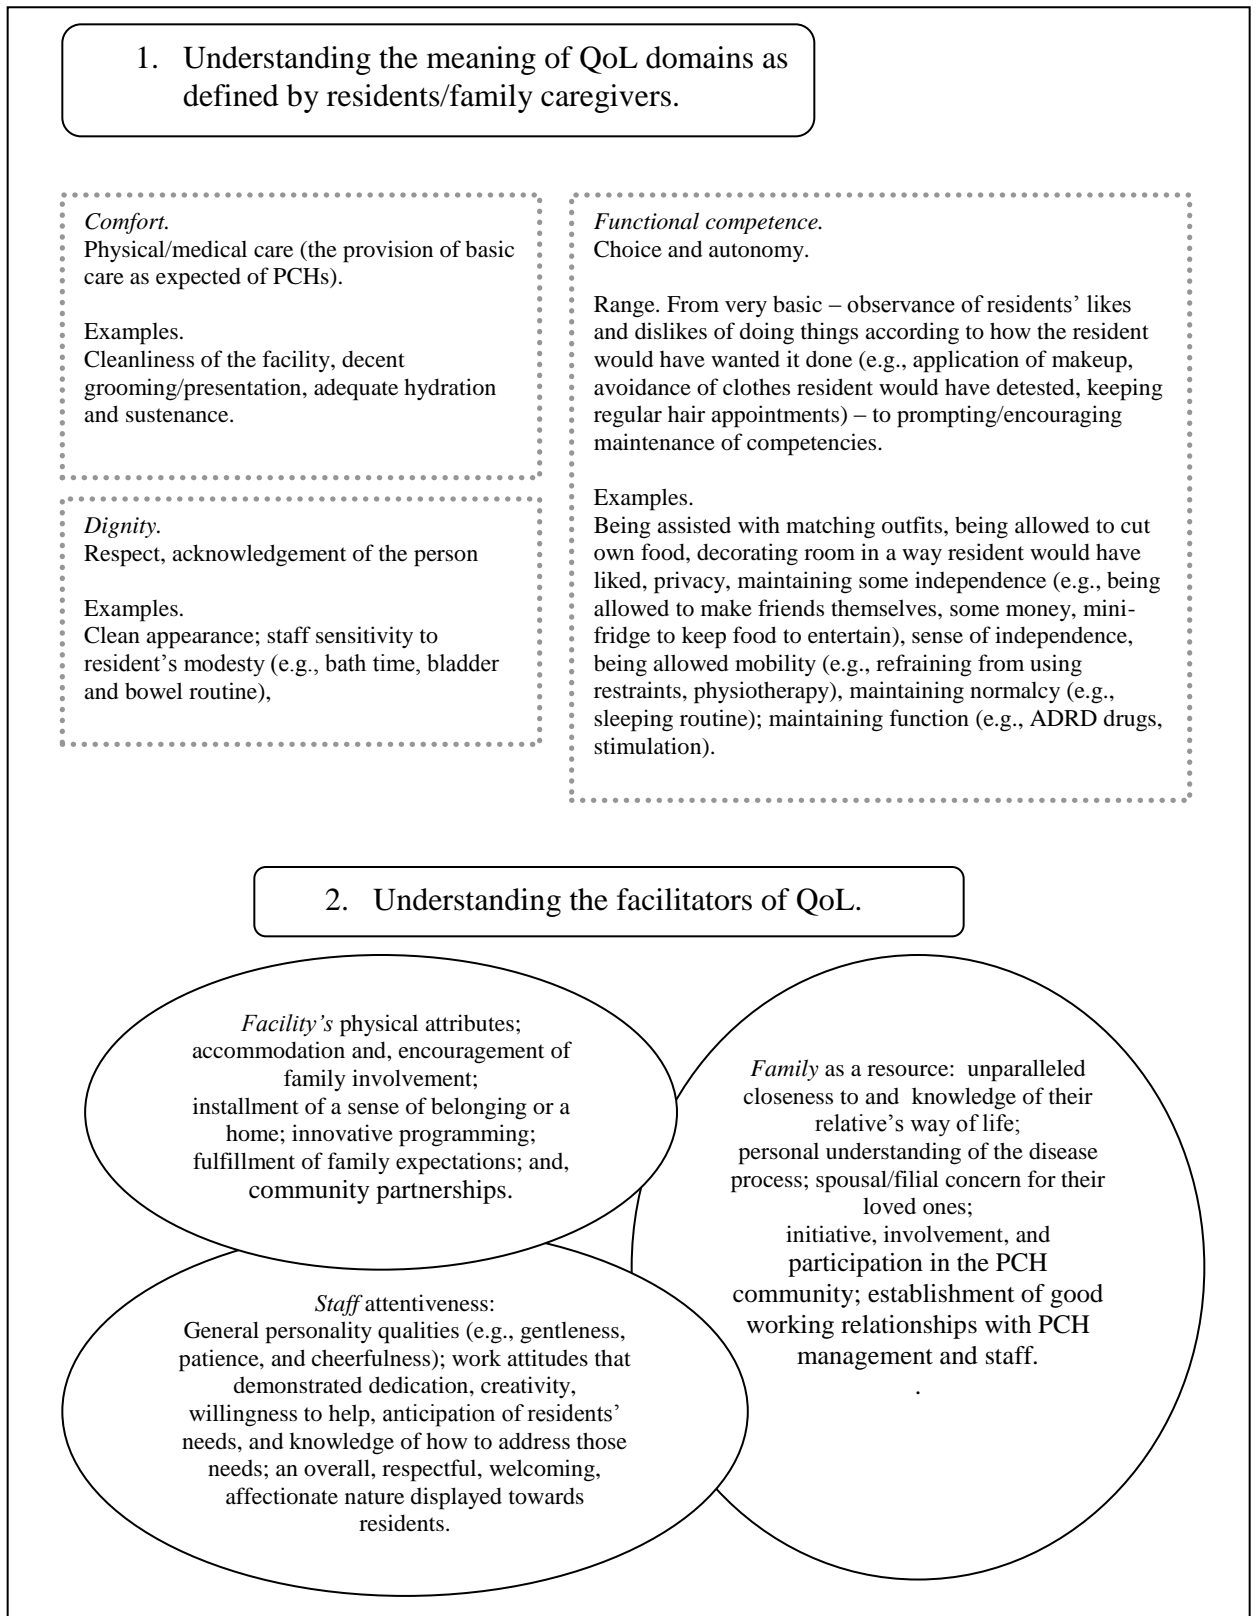 1. Understanding the meaning of QoL domains as
defined by residents/family caregivers.
Comfort.
Physical/medical care (the provision of basic
care as expected of PCHs).
Examples.
Cleanliness of the facility, decent
grooming/presentation, adequate hydration
and sustenance.
Dignity.
Respect, acknowledgement of the person
Examples.
Clean appearance; staff sensitivity to
resident's modesty (e.g., bath time, bladder
and bowel routine),
Functional competence.
Choice and autonomy.
Range. From very basic – observance of residents' likes
and dislikes of doing things according to how the resident
would have wanted it done (e.g., application of makeup,
avoidance of clothes resident would have detested, keeping
regular hair appointments) – to prompting/encouraging
maintenance of competencies.
Examples.
Being assisted with matching outfits, being allowed to cut
own food, decorating room in a way resident would have
liked, privacy, maintaining some independence (e.g., being
allowed to make friends themselves, some money, mini-
fridge to keep food to entertain), sense of independence,
being allowed mobility (e.g., refraining from using
restraints, physiotherapy), maintaining normalcy (e.g.,
sleeping routine); maintaining function (e.g., ADRD drugs,
stimulation).
2. Understanding the facilitators of QoL.
Facility's physical attributes;
accommodation and, encouragement of
family involvement;
installment of a sense of belonging or a
home; innovative programming;
fulfillment of family expectations; and,
community partnerships.
Family as a resource: unparalleled
closeness to and knowledge of their
relative's way of life;
personal understanding of the disease
process; spousal/filial concern for their
loved ones;
initiative, involvement, and
participation in the PCH
community; establishment of good
working relationships with PCH
management and staff.
.
Staff attentiveness:
General personality qualities (e.g., gentleness,
patience, and cheerfulness); work attitudes that
demonstrated dedication, creativity,
willingness to help, anticipation of residents'
needs, and knowledge of how to address those
needs; an overall, respectful, welcoming,
affectionate nature displayed towards
residents.